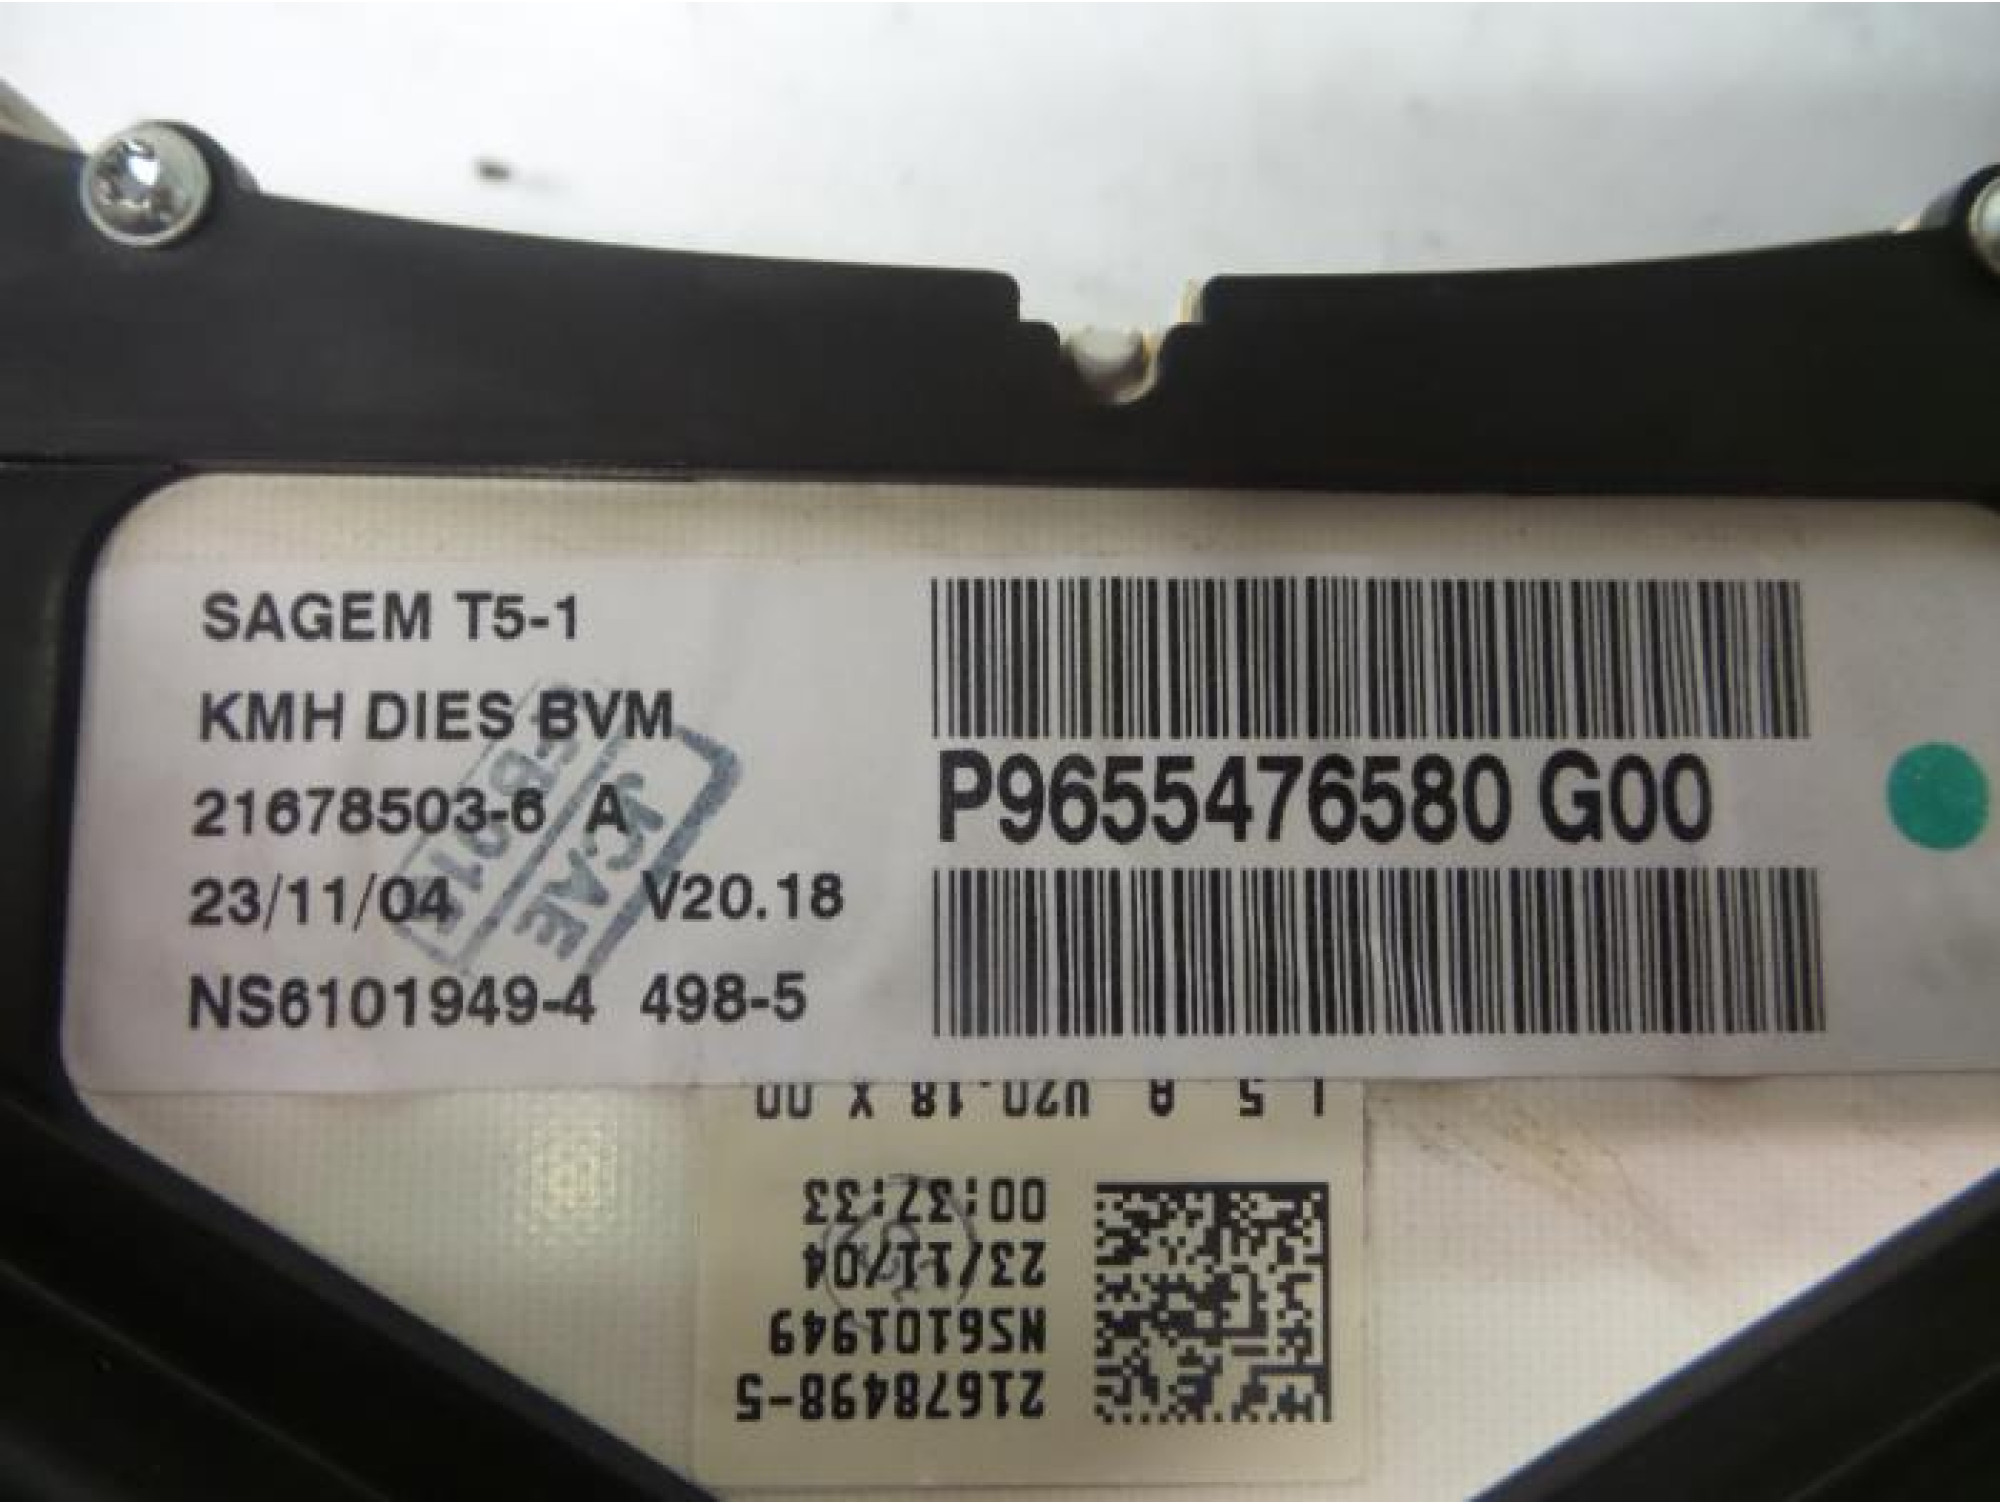 SAGEM T5-1
KMH DIES BVM
21678503-6 A
23/11/04 V20.18
NS6101949-4 498-5
P9655476580 G00
CAE
21678498-5
NS6101949
23/11/04
00:37:33
L 5 A V20.18 X 00